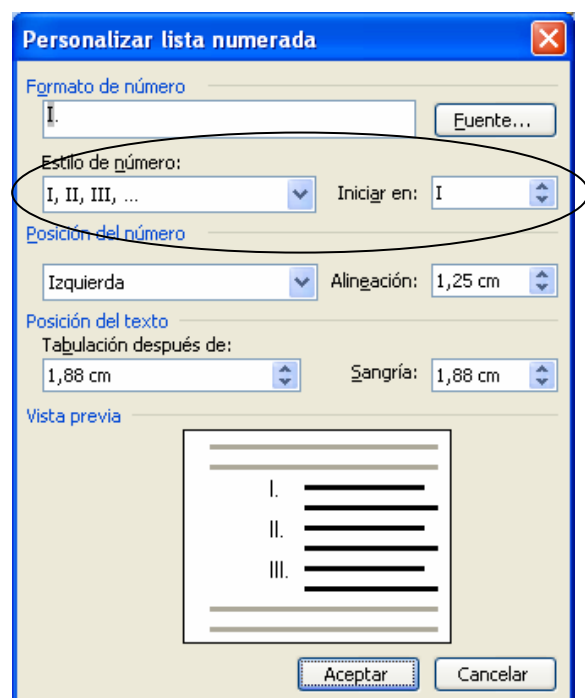 Personalizar lista numerada
Formato de número
I.
Fuente...
Estilo de número:
I, II, III, ...
Iniciar en: I
Posición del número
Izquierda
Alineación: 1,25 cm
Posición del texto
Tabulación después de:
1,88 cm
Sangría: 1,88 cm
Vista previa
I.
II.
III.
Aceptar
Cancelar